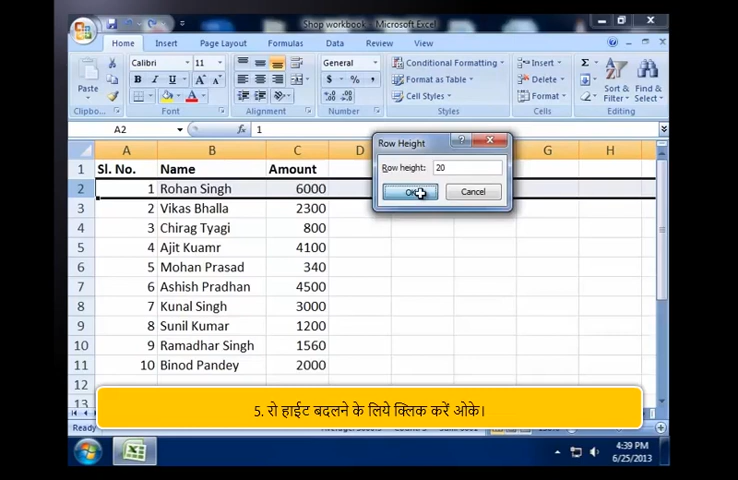 Shop workbook - Microsoft Excel
Home Insert Page Layout Formulas Data Review View
Calibri 11 General Conditional Formatting Insert Σ
Paste B I U A $ % , Format as Table Delete Sort & Find &
Cell Styles Format Filter Select
Font Alignment Number Styles Cells Editing
A2 fx 1
A B C D G H
1 Sl. No. Name Amount
2 1 Rohan Singh 6000
3 2 Vikas Bhalla 2300
4 3 Chirag Tyagi 800
5 4 Ajit Kuamr 4100
6 5 Mohan Prasad 340
7 6 Ashish Pradhan 4500
8 7 Kunal Singh 3000
9 8 Sunil Kumar 1200
10 9 Ramadhar Singh 1560
11 10 Binod Pandey 2000
12
13
Row Height
Row height: 20
OK Cancel
5. रो हाईट बदलने के लिये क्लिक करें ओके।
Ready
4:39 PM
6/25/2013